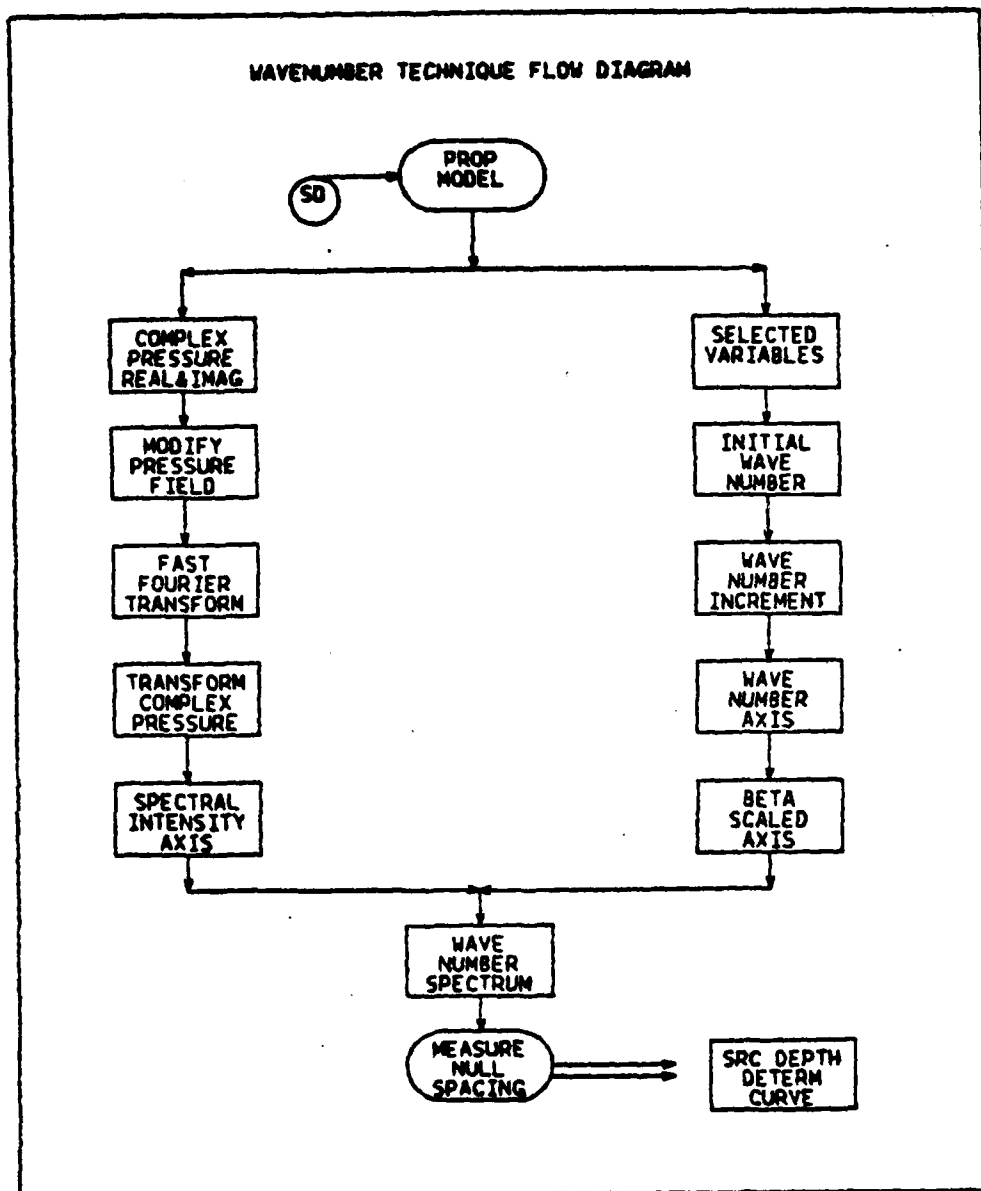 WAVENUMBER TECHNIQUE FLOW DIAGRAM
SD
PROP
MODEL
COMPLEX
PRESSURE
REAL&IMAG
MODIFY
PRESSURE
FIELD
FAST
FOURIER
TRANSFORM
TRANSFORM
COMPLEX
PRESSURE
SPECTRAL
INTENSITY
AXIS
SELECTED
VARIABLES
INITIAL
WAVE
NUMBER
WAVE
NUMBER
INCREMENT
WAVE
NUMBER
AXIS
BETA
SCALED
AXIS
WAVE
NUMBER
SPECTRUM
MEASURE
NULL
SPACING
SRC DEPTH
DETERM
CURVE